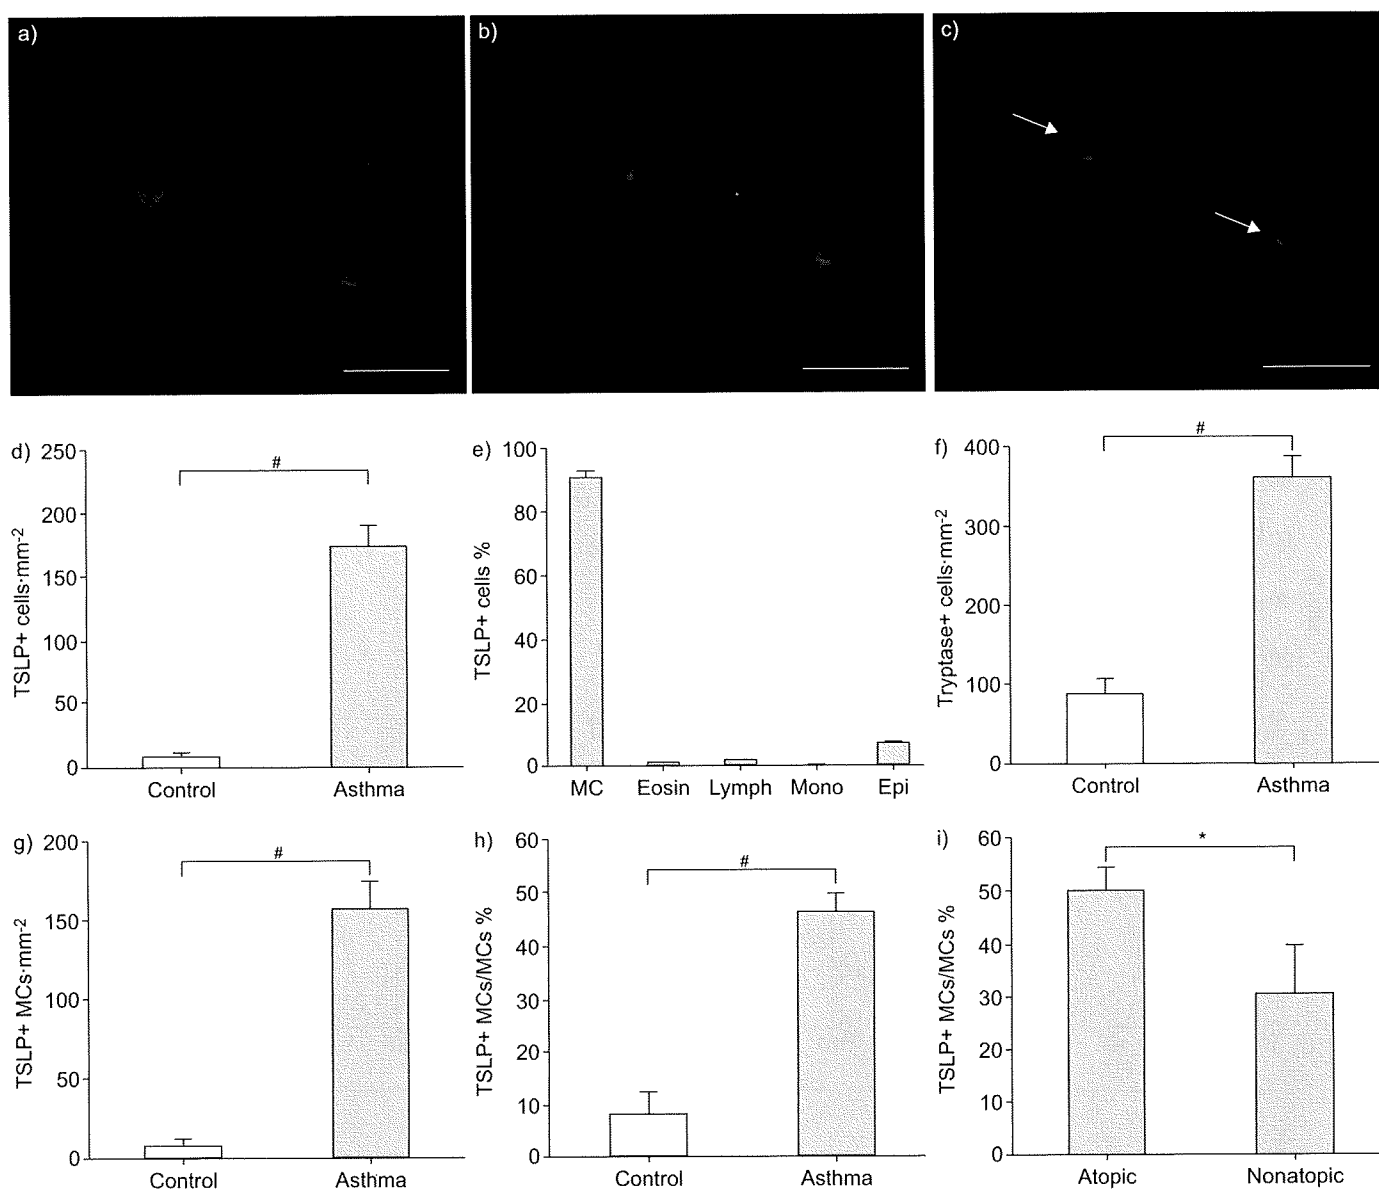 a)
b)
c)
d)
TSLP+ cells·mm-2
250
200
150
100
50
0
#
Control
Asthma
e)
TSLP+ cells %
100
80
60
40
20
0
MC
Eosin
Lymph
Mono
Epi
f)
Tryptase+ cells·mm-2
400
300
200
100
0
#
Control
Asthma
g)
TSLP+ MCs·mm-2
200
150
100
50
0
#
Control
Asthma
h)
TSLP+ MCs/MCs %
60
50
40
30
20
10
0
#
Control
Asthma
i)
TSLP+ MCs/MCs %
60
50
40
30
20
10
0
*
Atopic
Nonatopic